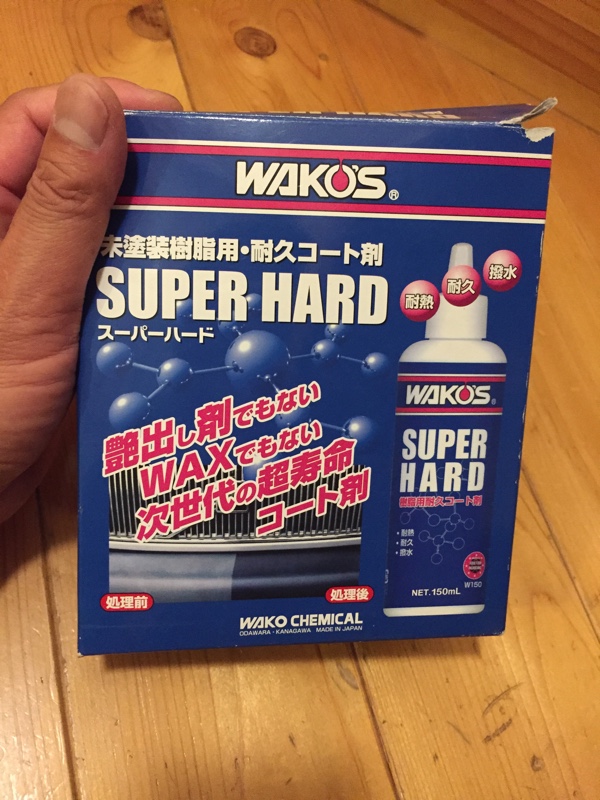 WAKO'S®
未塗装樹脂用・耐久コート剤
SUPER HARD
スーパーハード
耐熱
耐久
撥水
艶出し剤でもない
WAXでもない
次世代の超寿命
コート剤
処理前
処理後
WAKO'S®
SUPER
HARD
樹脂用耐久コート剤
・耐熱
・耐久
・撥水
W150
NET.150mL
WAKO CHEMICAL
ODAWARA・KANAGAWA MADE IN JAPAN